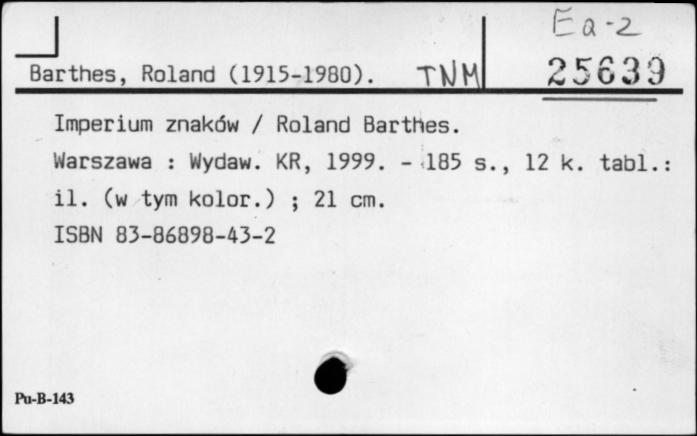 Ea-2
Barthes, Roland (1915-1980). TNM 25639
Imperium znaków / Roland Barthes.
Warszawa : Wydaw. KR, 1999. - 185 s., 12 k. tabl.:
il. (w tym kolor.) ; 21 cm.
ISBN 83-86898-43-2
Pu-B-143